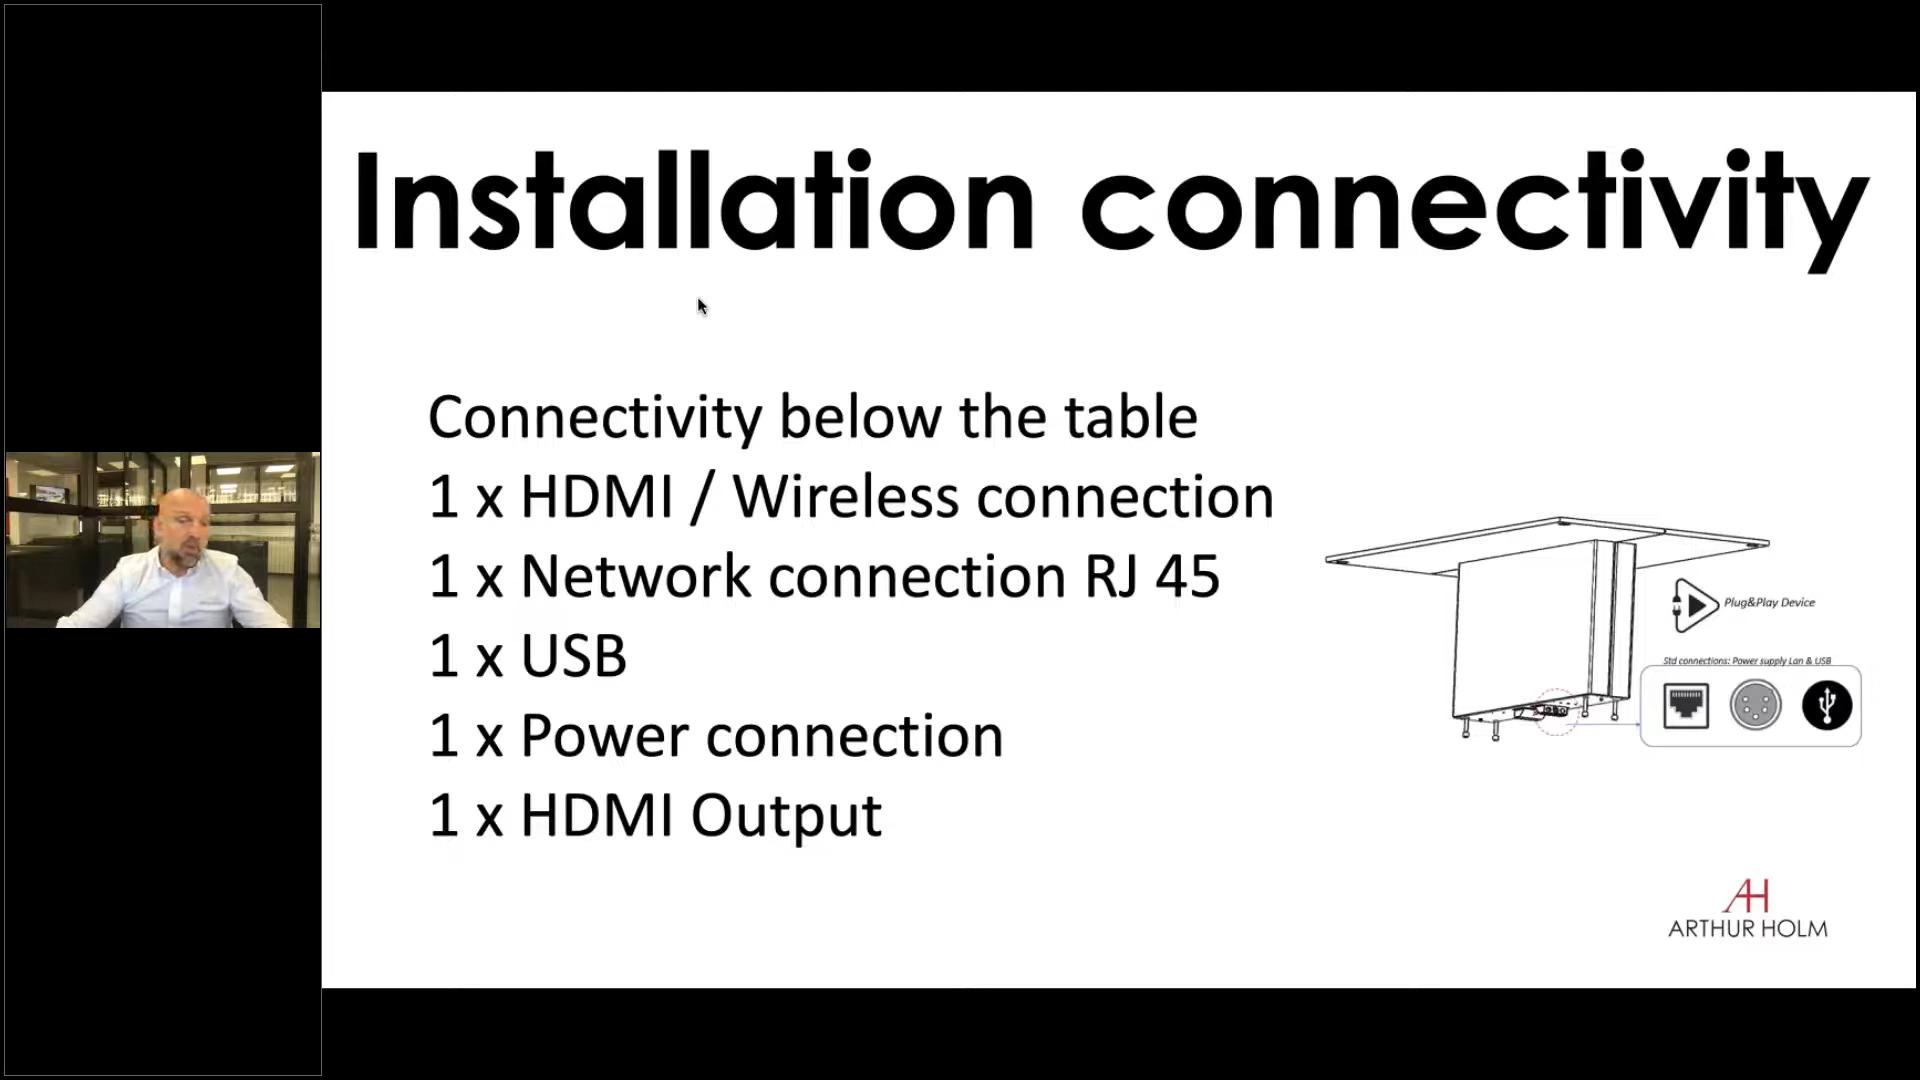 Installation connectivity
Connectivity below the table
1 x HDMI / Wireless connection
1 x Network connection RJ 45
1 x USB
1 x Power connection
1 x HDMI Output
Plug&Play Device
Std connections: Power supply Lan & USB
AH
ARTHUR HOLM